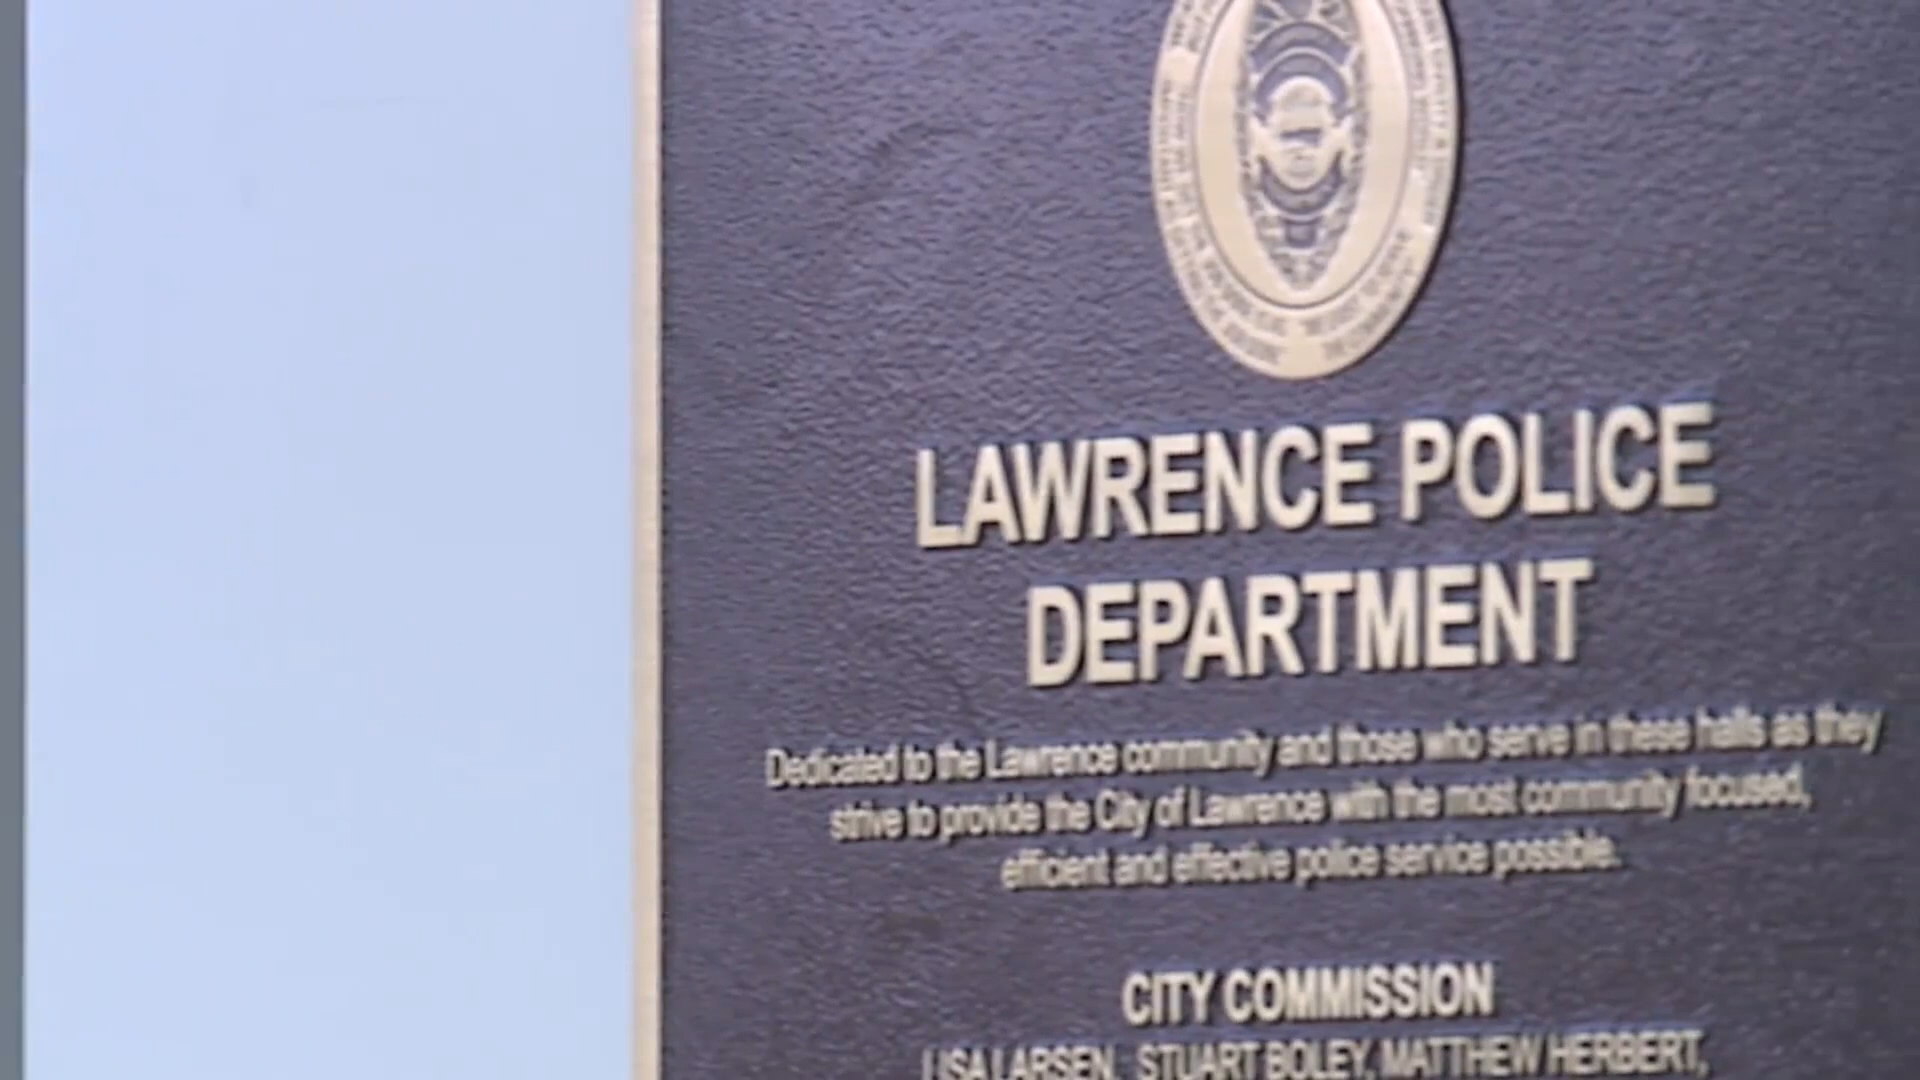 LAWRENCE POLICE
DEPARTMENT
Dedicated to the Lawrence community and those who serve in these halls as they
strive to provide the City of Lawrence with the most community focused,
efficient and effective police service possible.
CITY COMMISSION
LISA LARSEN, STUART BOLEY, MATTHEW HERBERT,